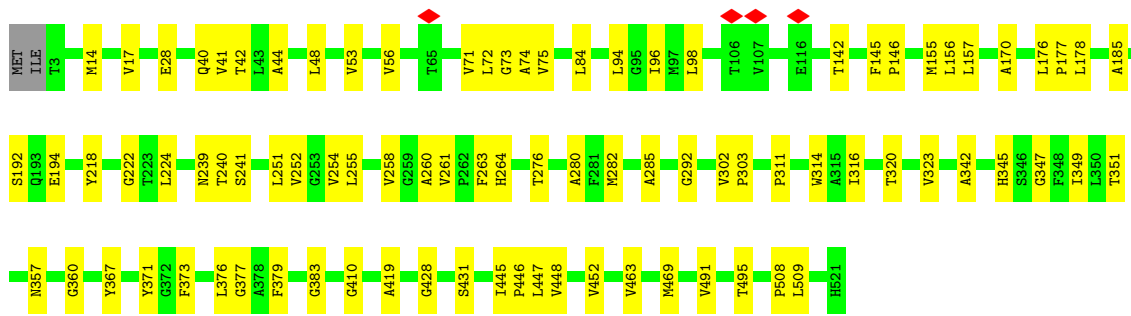 MET ILE T3 M14 V17 E28 Q40 V41 T42 L43 A44 L48 V53 V56 T65 V71 L72 G73 A74 V75 L84 L94 G95 I96 M97 L98 T106 V107 E116 T142 F145 P146 M155 L156 L157 A170 L176 P177 L178 A185
S192 Q193 E194 Y218 G222 T223 L224 N239 T240 S241 L251 V252 G253 V254 L255 V258 G259 A260 V261 P262 F263 H264 T276 A280 F281 M282 A285 G292 V302 P303 P311 W314 A315 I316 T320 V323 A342 H345 S346 G347 F348 I349 L350 T351
N357 G360 Y367 Y371 G372 F373 L376 G377 A378 F379 G383 G410 A419 G428 S431 I445 P446 L447 V448 V452 V463 M469 V491 T495 P508 L509 H521